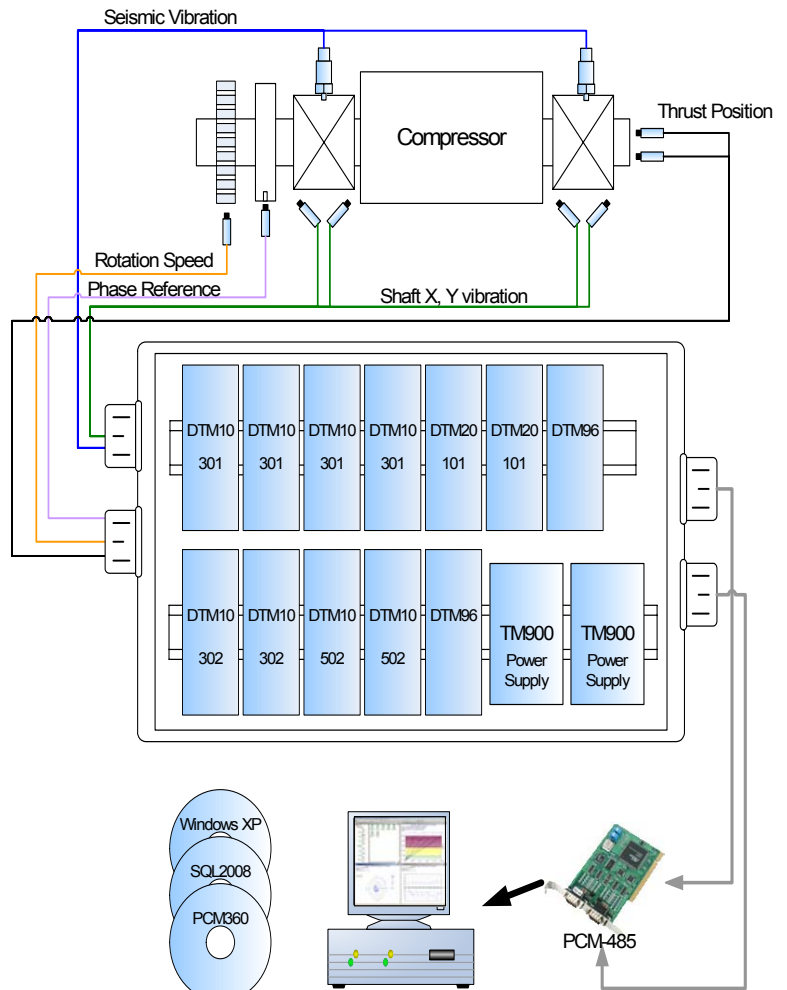 Seismic Vibration
Thrust Position
Compressor
Rotation Speed
Phase Reference
Shaft X, Y vibration
DTM10
301
DTM10
301
DTM10
301
DTM10
301
DTM20
101
DTM20
101
DTM96
DTM10
302
DTM10
302
DTM10
502
DTM10
502
DTM96
TM900
Power
Supply
TM900
Power
Supply
Windows XP
SQL2008
PCM360
PCM-485